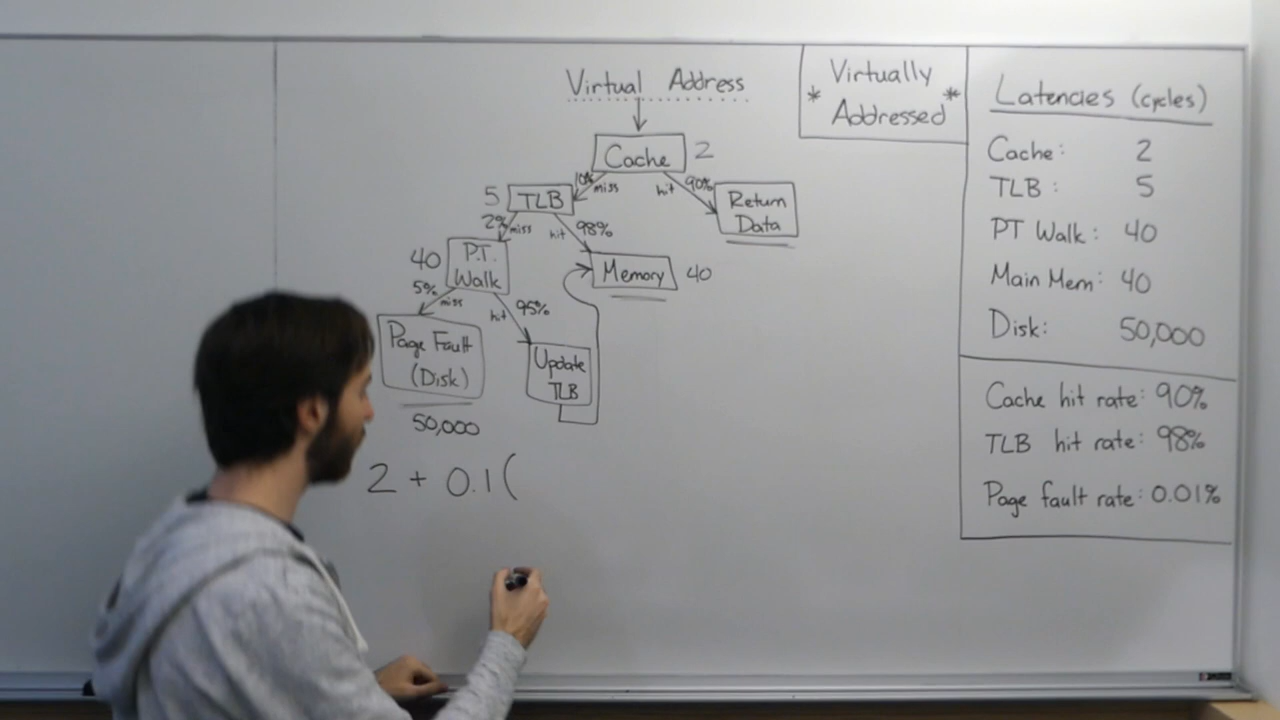 Virtual Address
Cache 2
10% miss
hit 90%
Return
Data
5 TLB
2% miss
hit 98%
Memory 40
40 P.T.
Walk
5% miss
hit 95%
Page Fault
(Disk)
50,000
Update
TLB
2 + 0.1(
* Virtually *
Addressed
Latencies (cycles)
Cache: 2
TLB: 5
PT Walk: 40
Main Mem: 40
Disk: 50,000
Cache hit rate: 90%
TLB hit rate: 98%
Page fault rate: 0.01%